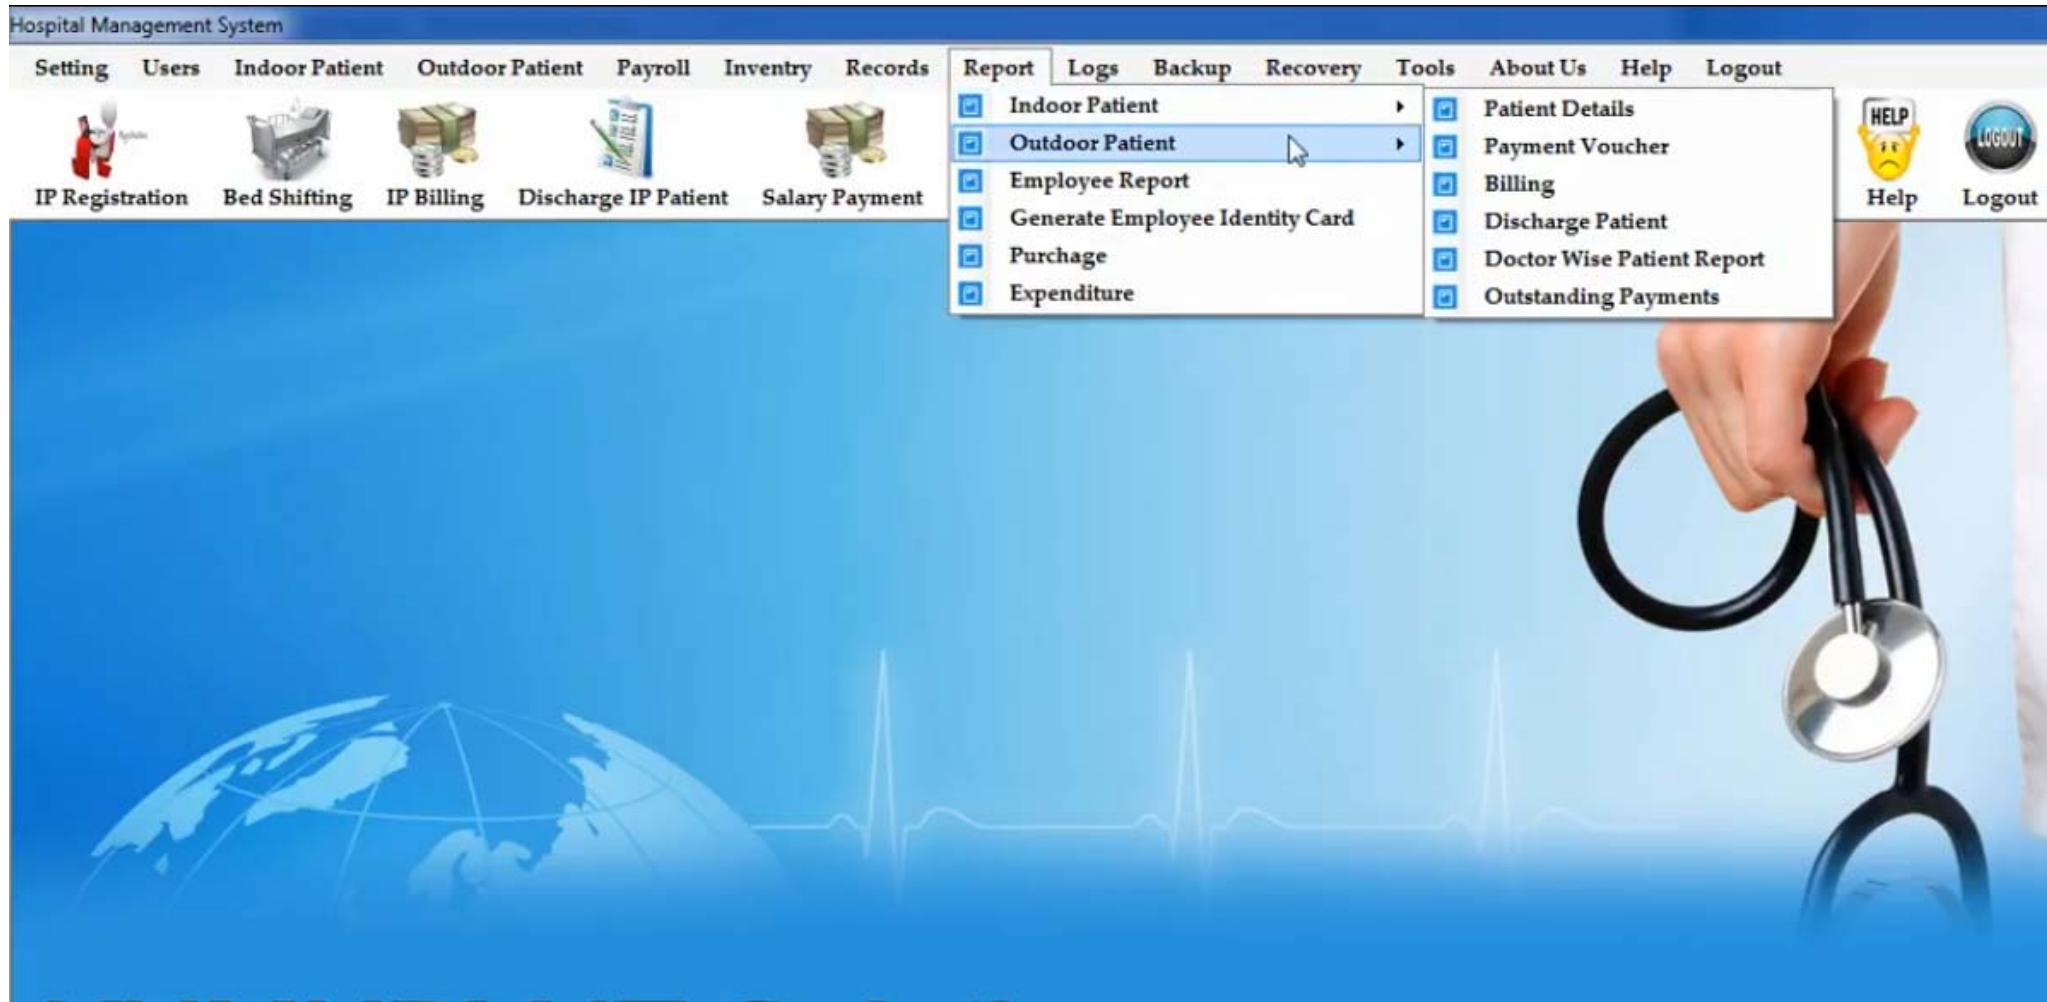 Hospital Management System
Setting Users Indoor Patient Outdoor Patient Payroll Inventry Records Report Logs Backup Recovery Tools About Us Help Logout
HELP
LOGOUT
IP Registration Bed Shifting IP Billing Discharge IP Patient Salary Payment Help Logout
Indoor Patient
Outdoor Patient
Employee Report
Generate Employee Identity Card
Purchage
Expenditure
Patient Details
Payment Voucher
Billing
Discharge Patient
Doctor Wise Patient Report
Outstanding Payments